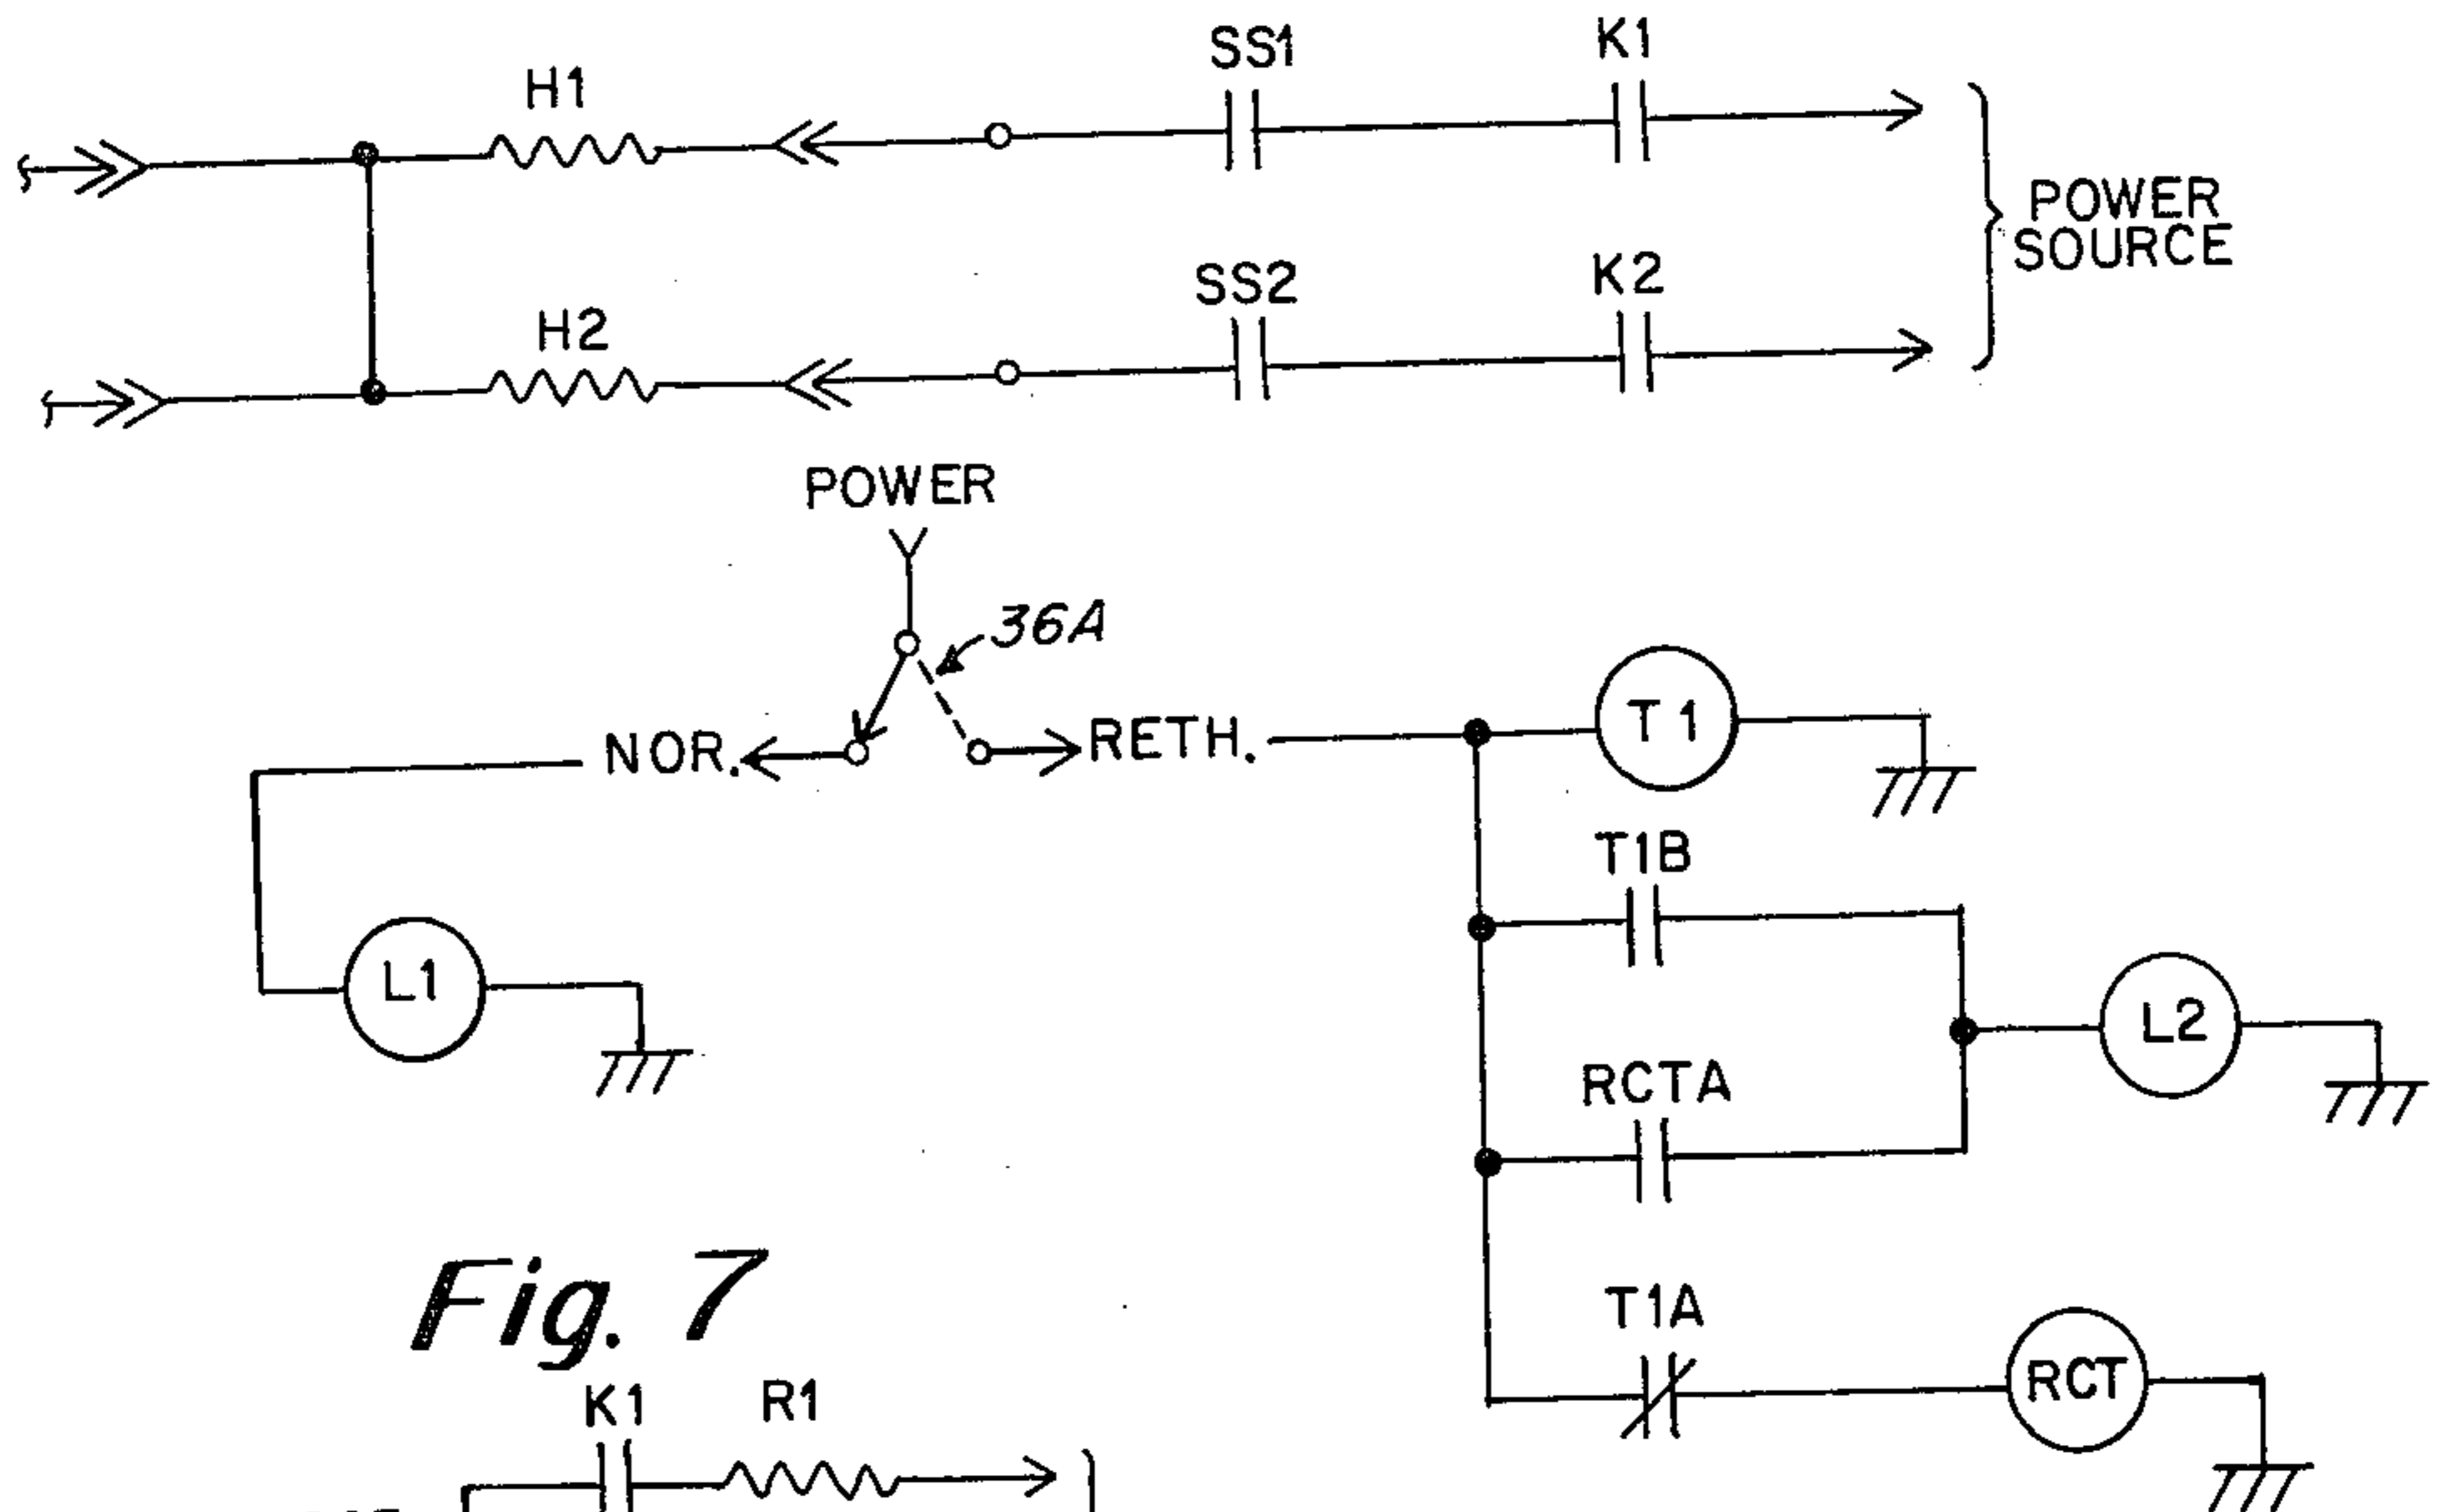 H1
SS1
K1
POWER
SOURCE
H2
SS2
K2
POWER
36A
NOR.
RETH.
T1
T1B
L1
L2
RCTA
Fig. 7
T1A
RCT
K1
R1